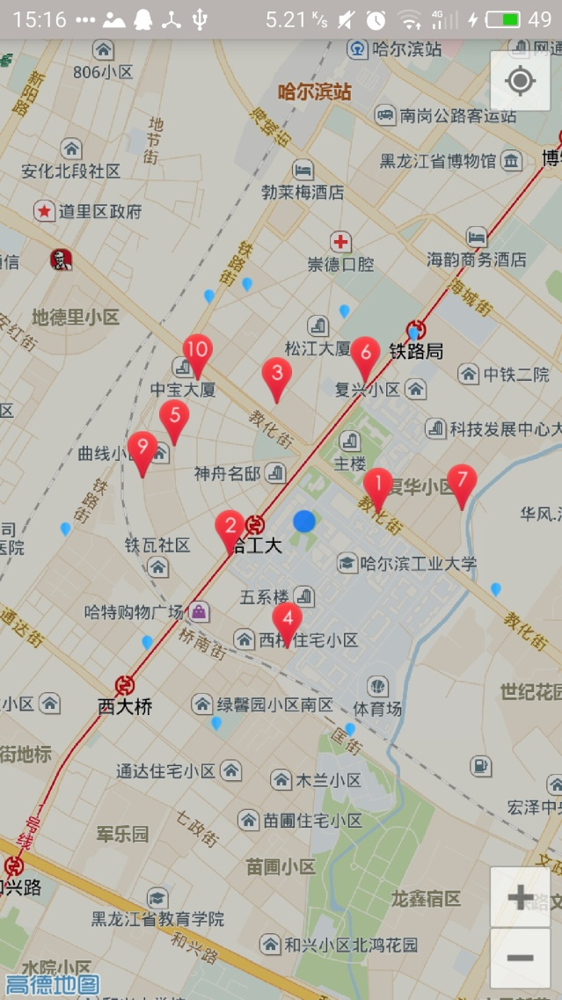 15:16
5.21 K/s
4G
49
哈尔滨站
网通
806小区
哈尔滨站
新阳路
海城街
南岗公路客运站
地节街
安化北段社区
黑龙江省博物馆
勃莱梅酒店
道里区政府
崇德口腔
海韵商务酒店
通信
铁路街
海城街
地德里小区
安红街
松江大厦
铁路局
10
6
3
中宝大厦
复兴小区
中铁二院
区
5
教化街
科技发展中心大
9
曲线小
主楼
神舟名邸
1
7
复华小区
铁路街
教化街
华风.
司
医院
2
铁瓦社区
哈工大
哈尔滨工业大学
五系楼
4
哈特购物广场
通达街
桥南街
西桥住宅小区
教化街
西大桥
小区
绿馨园小区南区
体育场
世纪花园
匡街
街地标
通达住宅小区
木兰小区
宏泽中央
1号线
军乐园
七政街
苗圃住宅小区
苗圃小区
文政
和兴路
龙鑫宿区
黑龙江省教育学院
和兴路
和兴小区北鸿花园
水院小区
高德地图